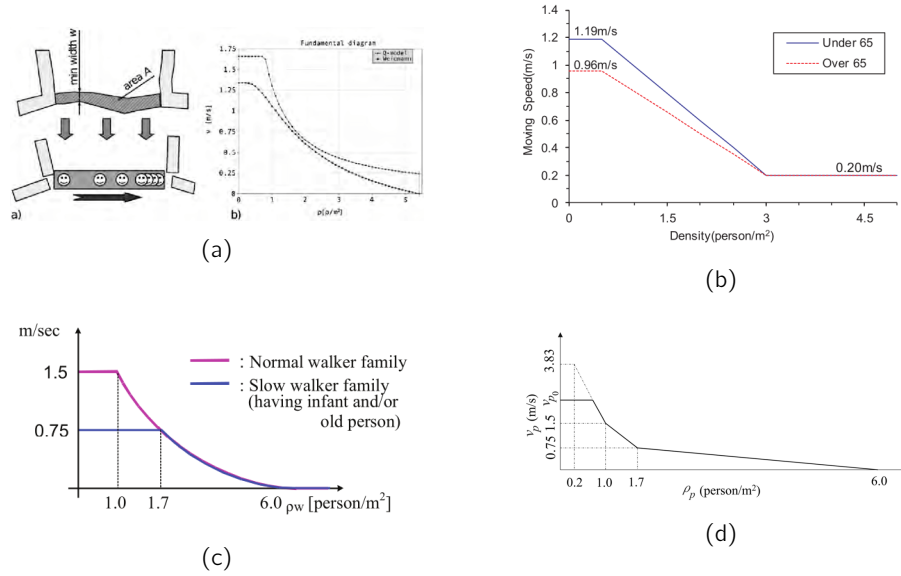 min width w
area A
a)
Fundamental diagram
Q-model
Weidmann
v (m/s)
1.75
1.5
1.25
1
0.75
0.5
0.25
0
0
1
2
3
4
5
ρ[p/m²]
b)
(a)
Moving Speed(m/s)
1.4
1.2
1
0.8
0.6
0.4
0.2
0
1.19m/s
0.96m/s
0.20m/s
Under 65
Over 65
0
1.5
3
4.5
Density(person/m²)
(b)
m/sec
1.5
0.75
: Normal walker family
: Slow walker family
(having infant and/or
old person)
1.0
1.7
6.0
ρw [person/m²]
(c)
v_p (m/s)
3.83
v_p₀
1.5
0.75
0.2
1.0
1.7
6.0
ρ_p (person/m²)
(d)